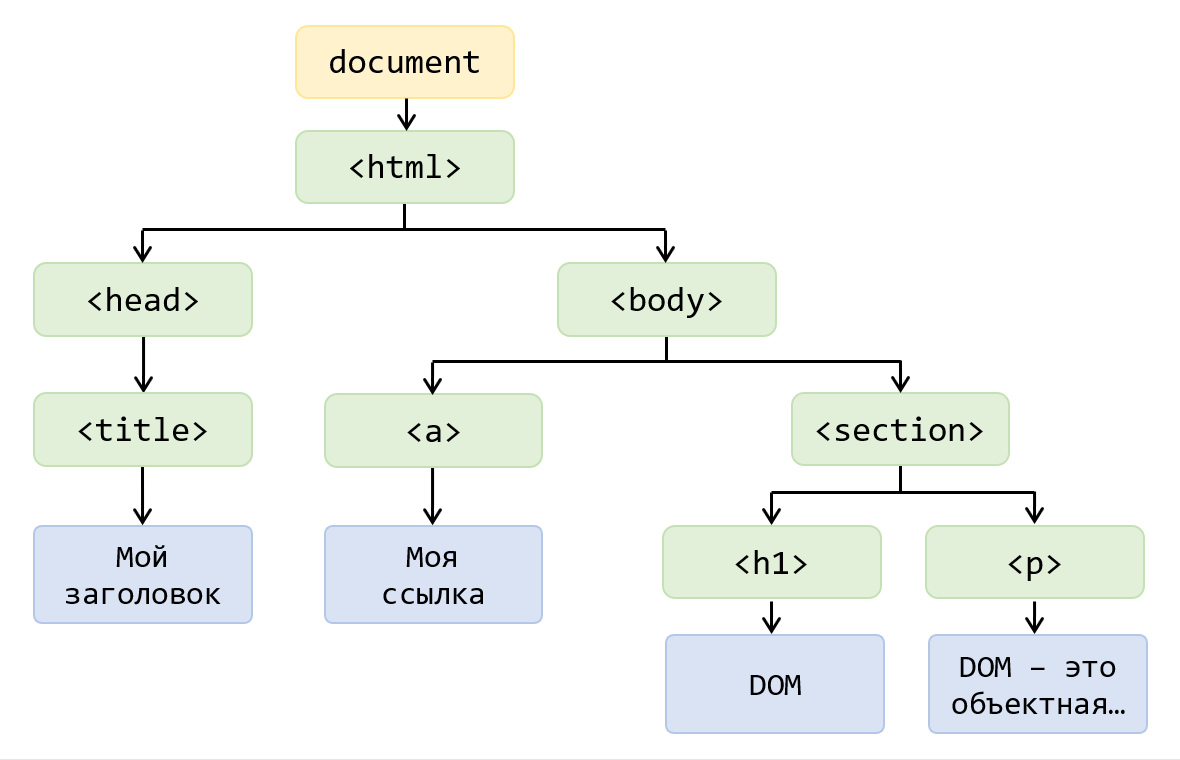 document
<html>
<head>
<body>
<title>
<a>
<section>
Мой
заголовок
Моя
ссылка
<h1>
<p>
DOM
DOM – это
объектная…